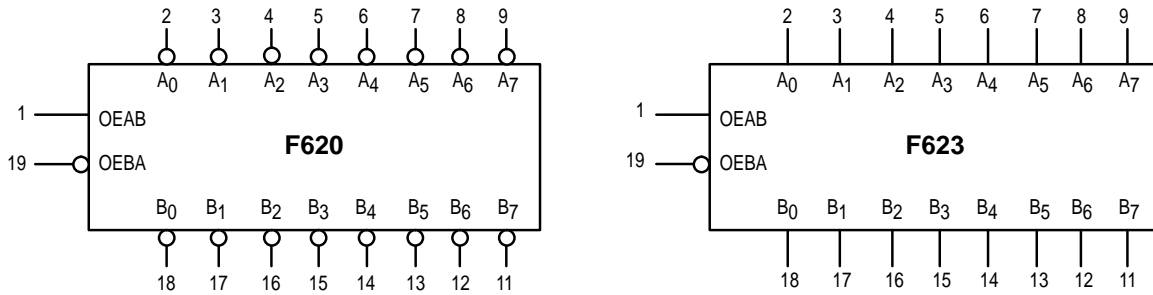 2 3 4 5 6 7 8 9 2 3 4 5 6 7 8 9
A0 A1 A2 A3 A4 A5 A6 A7 A0 A1 A2 A3 A4 A5 A6 A7
1 OEAB 1 OEAB
F620 F623
19 OEBA 19 OEBA
B0 B1 B2 B3 B4 B5 B6 B7 B0 B1 B2 B3 B4 B5 B6 B7
18 17 16 15 14 13 12 11 18 17 16 15 14 13 12 11